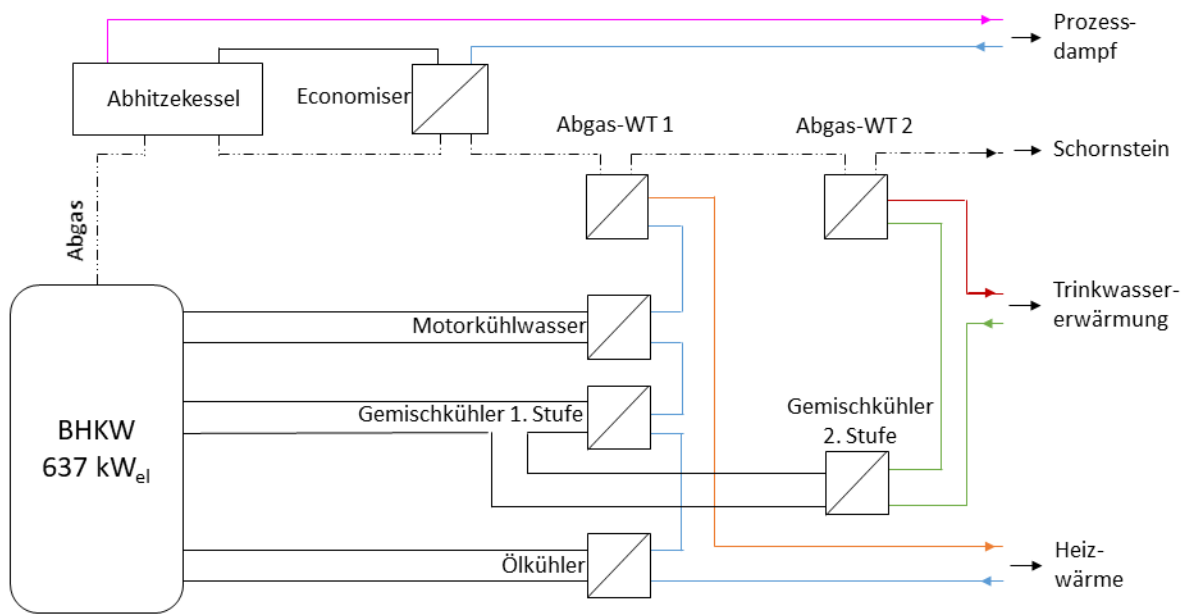 Prozess-
dampf
Abhitzekessel
Economiser
Abgas-WT 1
Abgas-WT 2
Schornstein
Abgas
Trinkwasser-
erwärmung
Motorkühlwasser
Gemischkühler 1. Stufe
Gemischkühler
2. Stufe
BHKW
637 kWel
Ölkühler
Heiz-
wärme